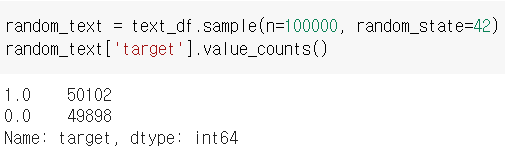 random_text = text_df.sample(n=100000, random_state=42)
random_text['target'].value_counts()
1.0    50102
0.0    49898
Name: target, dtype: int64